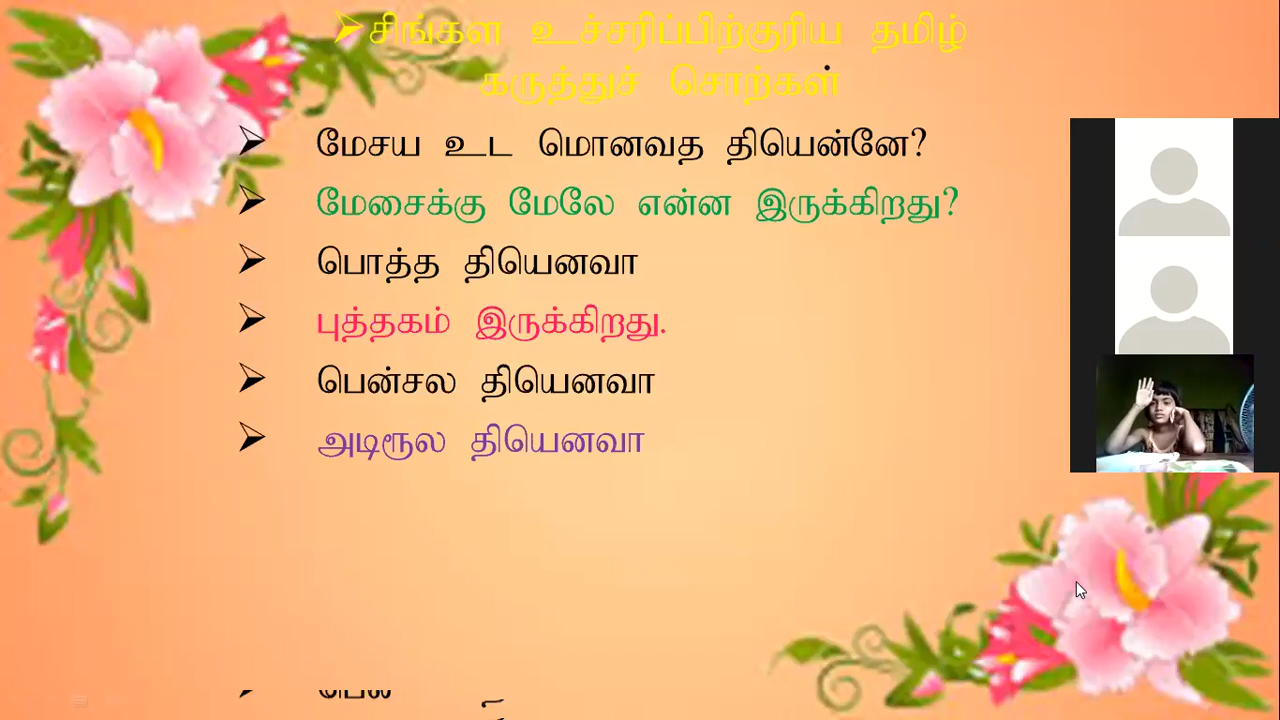 ➢சிங்கள உச்சரிப்பிற்குரிய தமிழ்
கருத்துச் சொற்கள்
➢ மேசய உட மொனவத தியென்னே?
➢ மேசைக்கு மேலே என்ன இருக்கிறது?
➢ பொத்த தியெனவா
➢ புத்தகம் இருக்கிறது.
➢ பென்சல தியெனவா
➢ அடிரூல தியெனவா